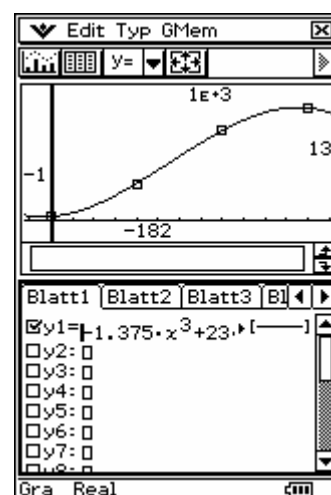 Edit Typ GMem
y=
1E+3
13
-1
-182
Blatt1 Blatt2 Blatt3 Bl
y1=-1.375·x³+23.
y2:
y3:
y4:
y5:
y6:
y7:
y8:
Gra Real